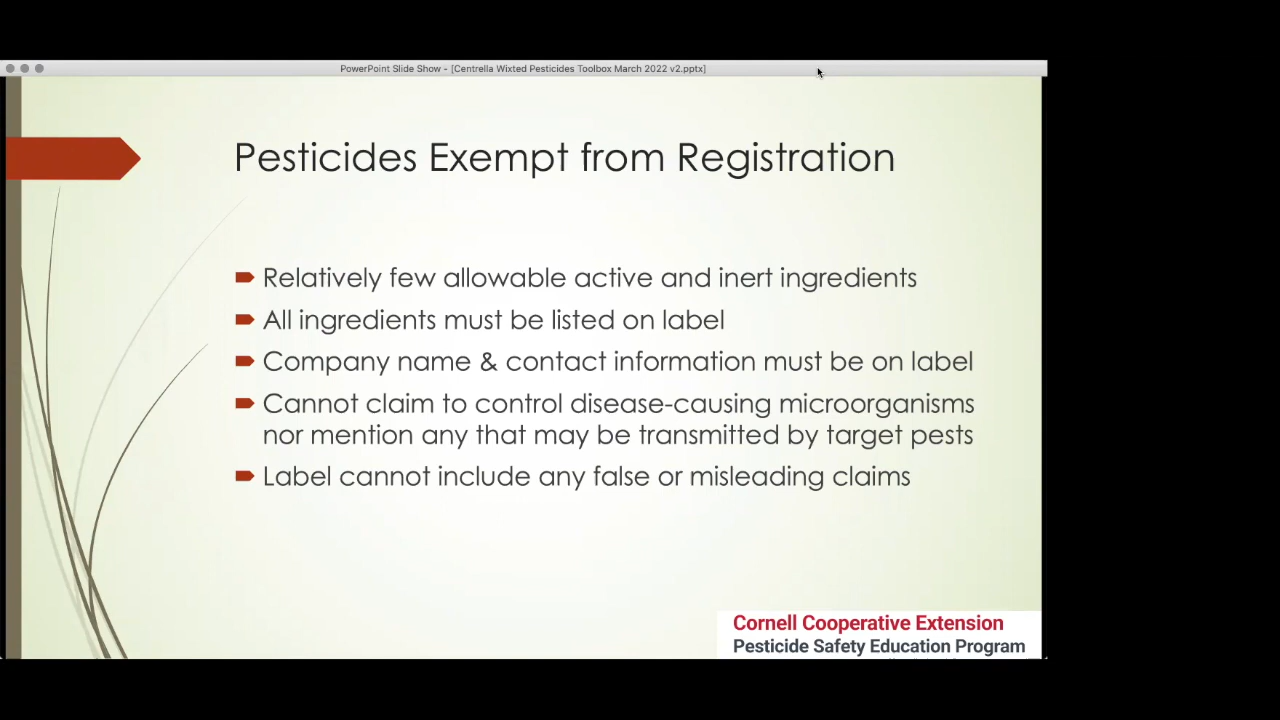 PowerPoint Slide Show - [Centrella Wixted Pesticides Toolbox March 2022 v2.pptx]
Pesticides Exempt from Registration
Relatively few allowable active and inert ingredients
All ingredients must be listed on label
Company name & contact information must be on label
Cannot claim to control disease-causing microorganisms
nor mention any that may be transmitted by target pests
Label cannot include any false or misleading claims
Cornell Cooperative Extension
Pesticide Safety Education Program